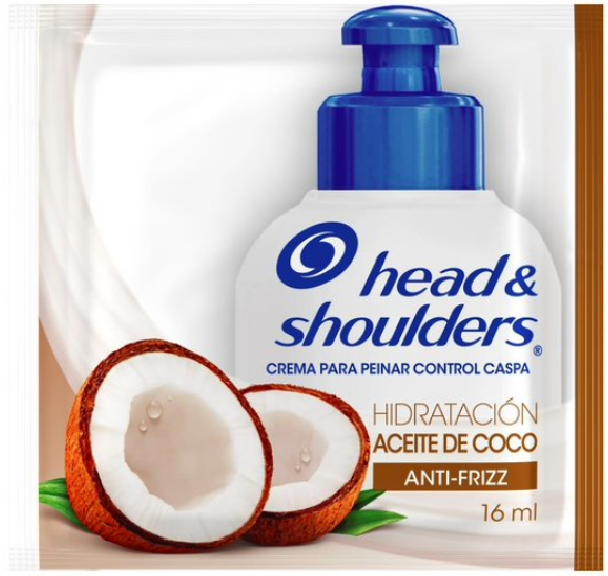 head &
shoulders®
CREMA PARA PEINAR CONTROL CASPA
HIDRATACIÓN
ACEITE DE COCO
ANTI-FRIZZ
16 ml